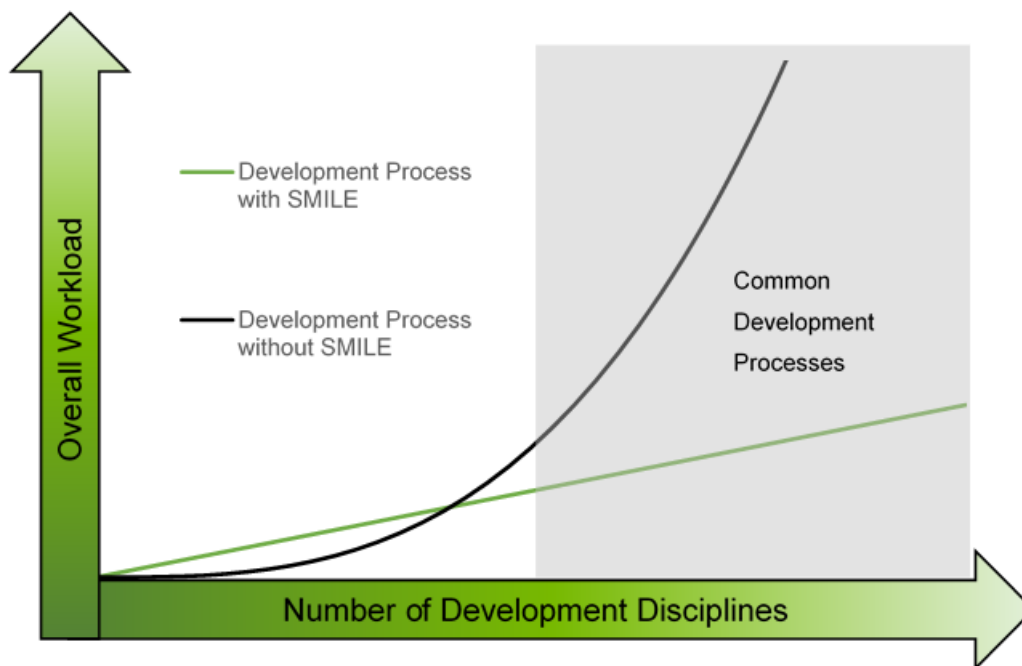 Overall Workload
Development Process
with SMILE
Development Process
without SMILE
Common
Development
Processes
Number of Development Disciplines